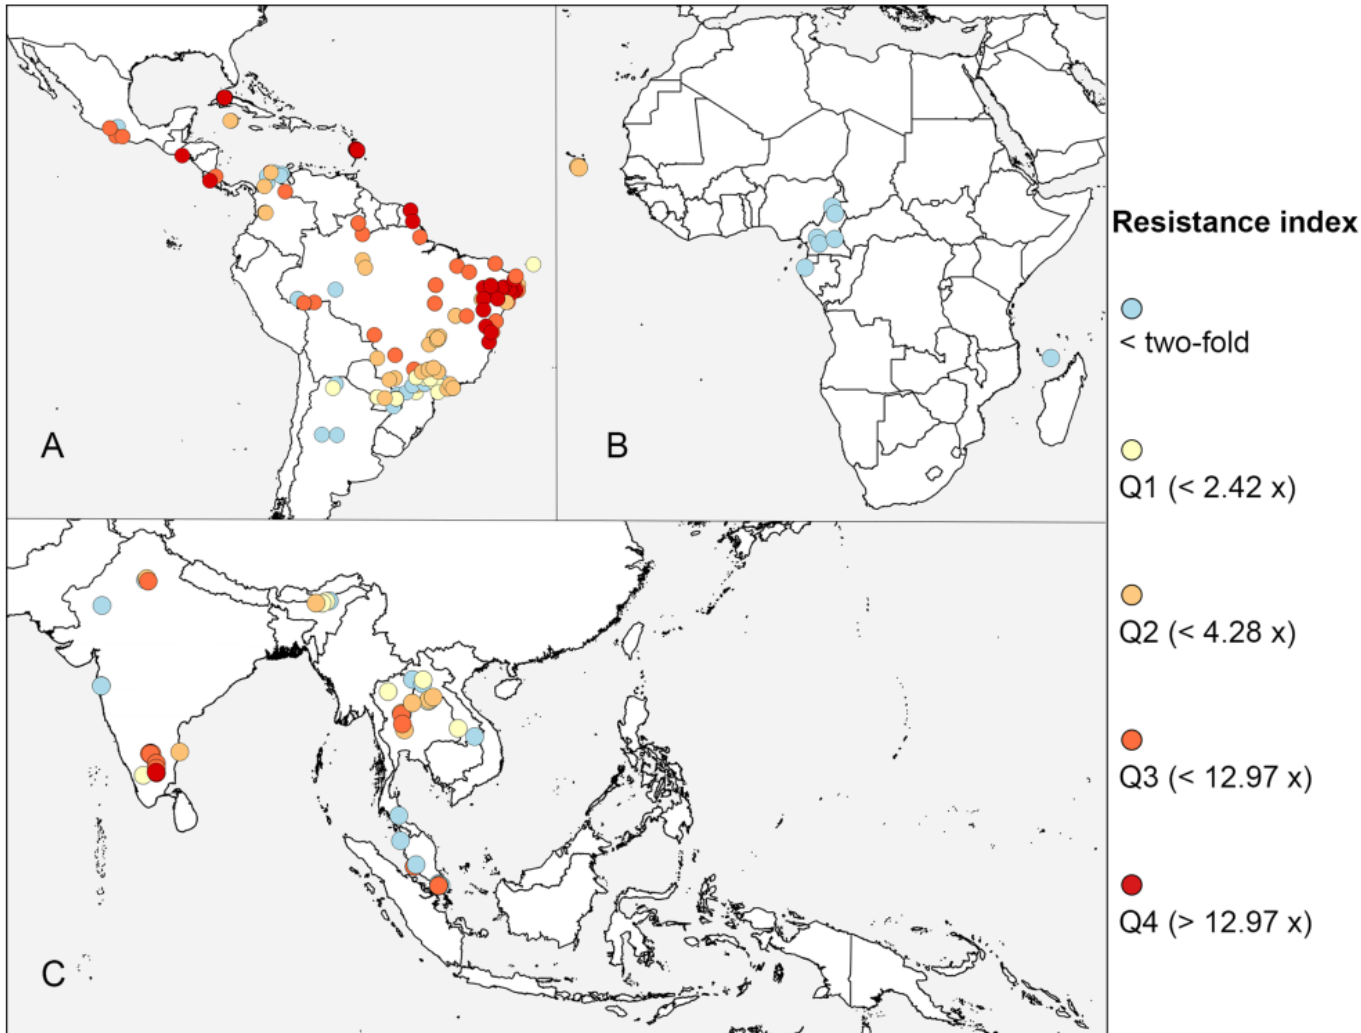 A
B
C
Resistance index
< two-fold
Q1 (< 2.42 x)
Q2 (< 4.28 x)
Q3 (< 12.97 x)
Q4 (> 12.97 x)